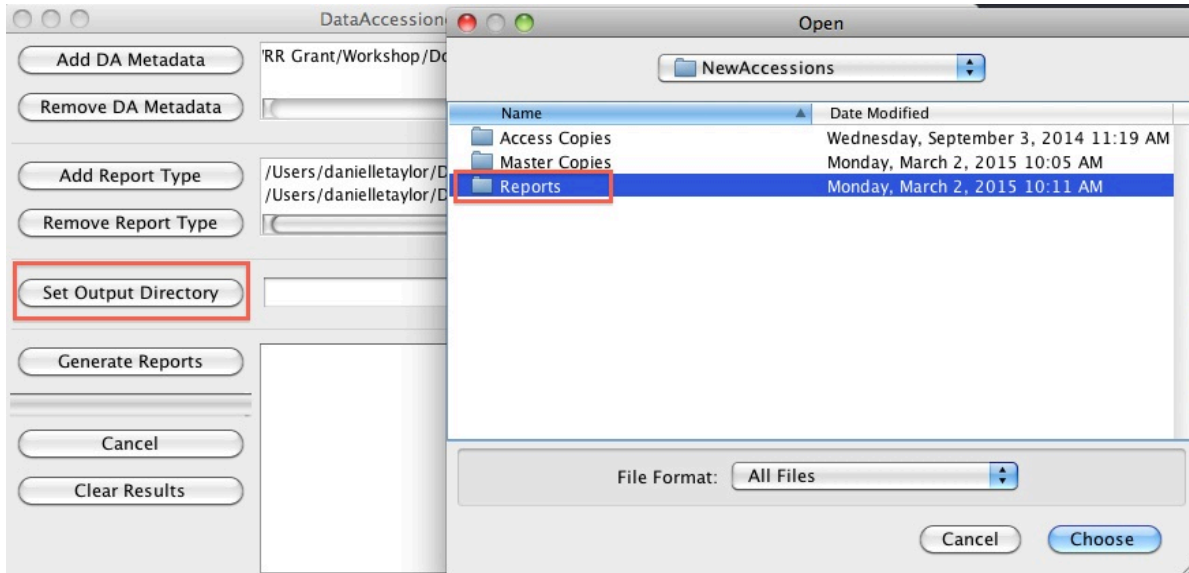 DataAccession
Add DA Metadata
'RR Grant/Workshop/Do
Remove DA Metadata
Add Report Type
/Users/danielletaylor/D
/Users/danielletaylor/D
Remove Report Type
Set Output Directory
Generate Reports
Cancel
Clear Results
Open
NewAccessions
Name Date Modified
Access Copies Wednesday, September 3, 2014 11:19 AM
Master Copies Monday, March 2, 2015 10:05 AM
Reports Monday, March 2, 2015 10:11 AM
File Format: All Files
Cancel Choose